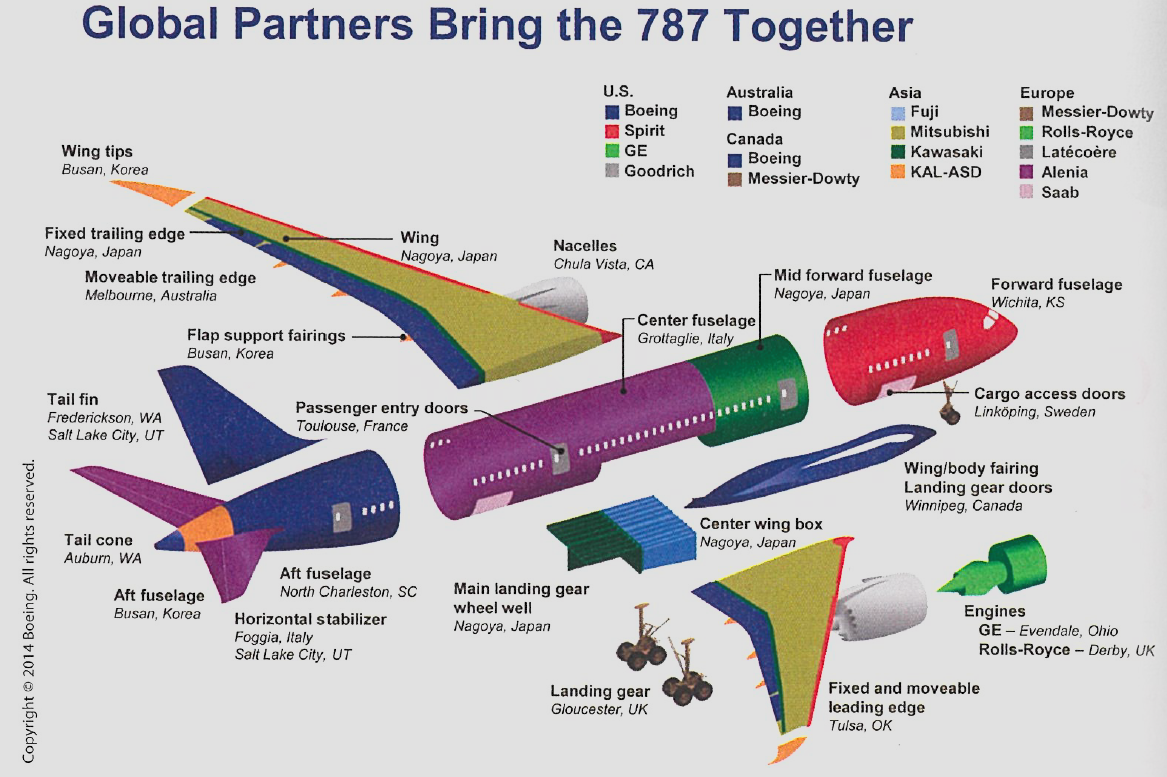 Global Partners Bring the 787 Together
U.S.
Boeing
Spirit
GE
Goodrich
Australia
Boeing
Canada
Boeing
Messier-Dowty
Asia
Fuji
Mitsubishi
Kawasaki
KAL-ASD
Europe
Messier-Dowty
Rolls-Royce
Latécoère
Alenia
Saab
Wing tips
Busan, Korea
Fixed trailing edge
Nagoya, Japan
Wing
Nagoya, Japan
Moveable trailing edge
Melbourne, Australia
Nacelles
Chula Vista, CA
Mid forward fuselage
Nagoya, Japan
Forward fuselage
Wichita, KS
Flap support fairings
Busan, Korea
Center fuselage
Grottaglie, Italy
Tail fin
Frederickson, WA
Salt Lake City, UT
Passenger entry doors
Toulouse, France
Cargo access doors
Linköping, Sweden
Wing/body fairing
Landing gear doors
Winnipeg, Canada
Tail cone
Auburn, WA
Center wing box
Nagoya, Japan
Aft fuselage
Busan, Korea
Aft fuselage
North Charleston, SC
Horizontal stabilizer
Foggia, Italy
Salt Lake City, UT
Main landing gear
wheel well
Nagoya, Japan
Engines
GE – Evendale, Ohio
Rolls-Royce – Derby, UK
Landing gear
Gloucester, UK
Fixed and moveable
leading edge
Tulsa, OK
Copyright © 2014 Boeing. All rights reserved.